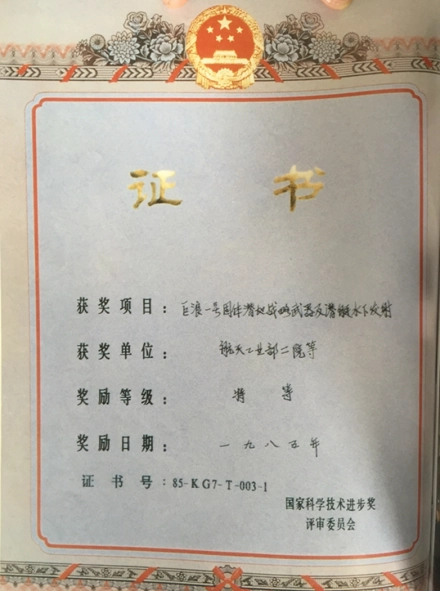 证 书
获奖项目：巨浪一号固体潜地战略武器及潜艇水下发射
获奖单位：航天工业部二院等
奖励等级：特等
奖励日期：一九八五年
证书号：85-KG7-T-003-1
国家科学技术进步奖
评审委员会